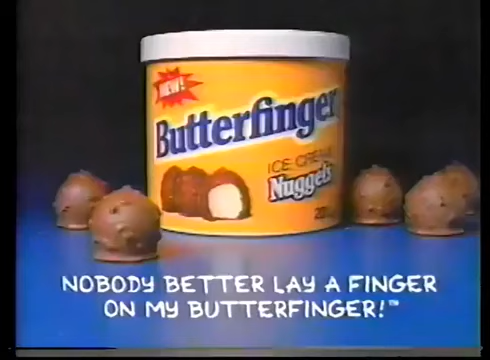 NEW!
Butterfinger
ICE CREAM
Nuggets
NOBODY BETTER LAY A FINGER
ON MY BUTTERFINGER!™